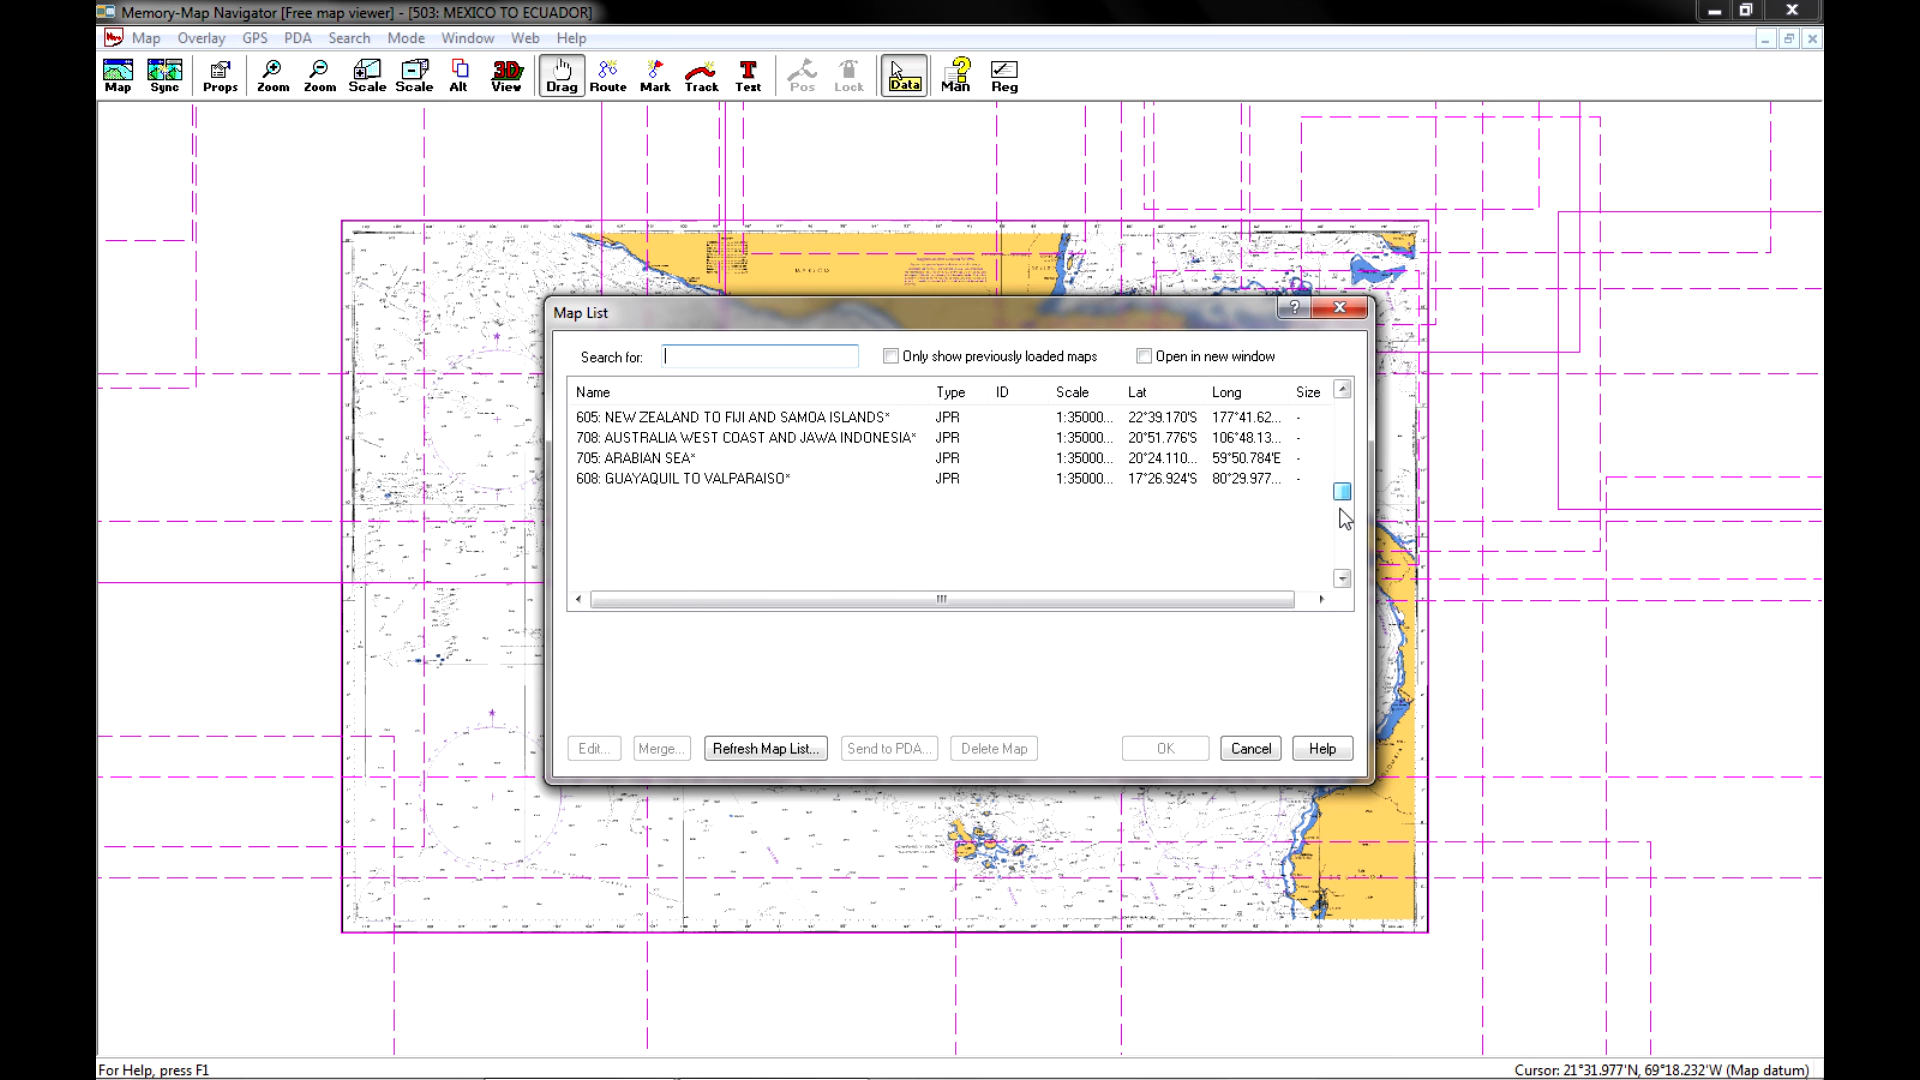 Memory-Map Navigator [Free map viewer] - [503: MEXICO TO ECUADOR]
Map Overlay GPS PDA Search Mode Window Web Help
Map Sync Props Zoom Zoom Scale Scale Alt 3D View Drag Route Mark Track Text Pos Lock Data Man Reg
Map List
Search for: Only show previously loaded maps Open in new window
Name Type ID Scale Lat Long Size
605: NEW ZEALAND TO FIJI AND SAMOA ISLANDS* JPR 1:35000... 22°39.170'S 177°41.62... -
708: AUSTRALIA WEST COAST AND JAWA INDONESIA* JPR 1:35000... 20°51.776'S 106°48.13... -
705: ARABIAN SEA* JPR 1:35000... 20°24.110... 59°50.784'E -
608: GUAYAQUIL TO VALPARAISO* JPR 1:35000... 17°26.924'S 80°29.977... -
Edit... Merge... Refresh Map List... Send to PDA... Delete Map OK Cancel Help
For Help, press F1 Cursor: 21°31.977'N, 69°18.232'W (Map datum)